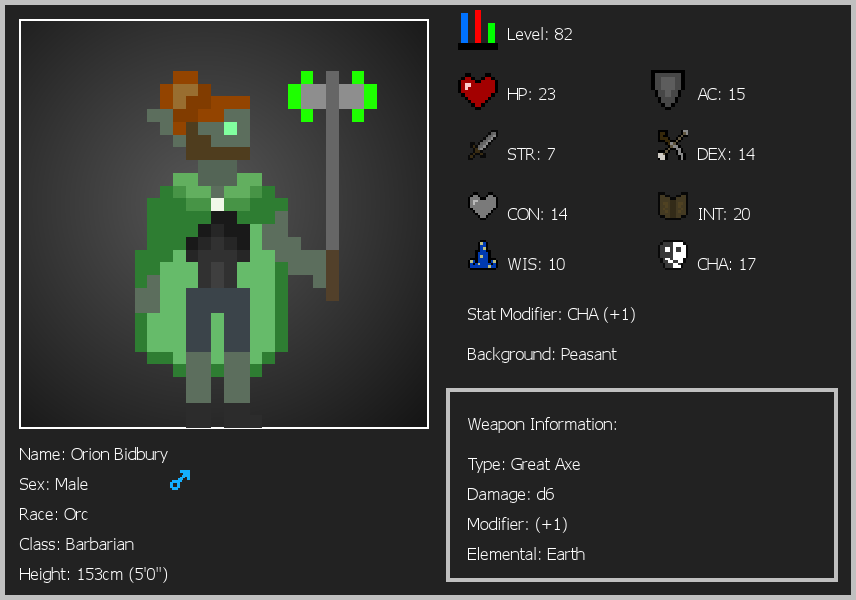 Level: 82
HP: 23
AC: 15
STR: 7
DEX: 14
CON: 14
INT: 20
WIS: 10
CHA: 17
Stat Modifier: CHA (+1)
Background: Peasant
Weapon Information:
Type: Great Axe
Damage: d6
Modifier: (+1)
Elemental: Earth
Name: Orion Bidbury
Sex: Male
Race: Orc
Class: Barbarian
Height: 153cm (5'0")